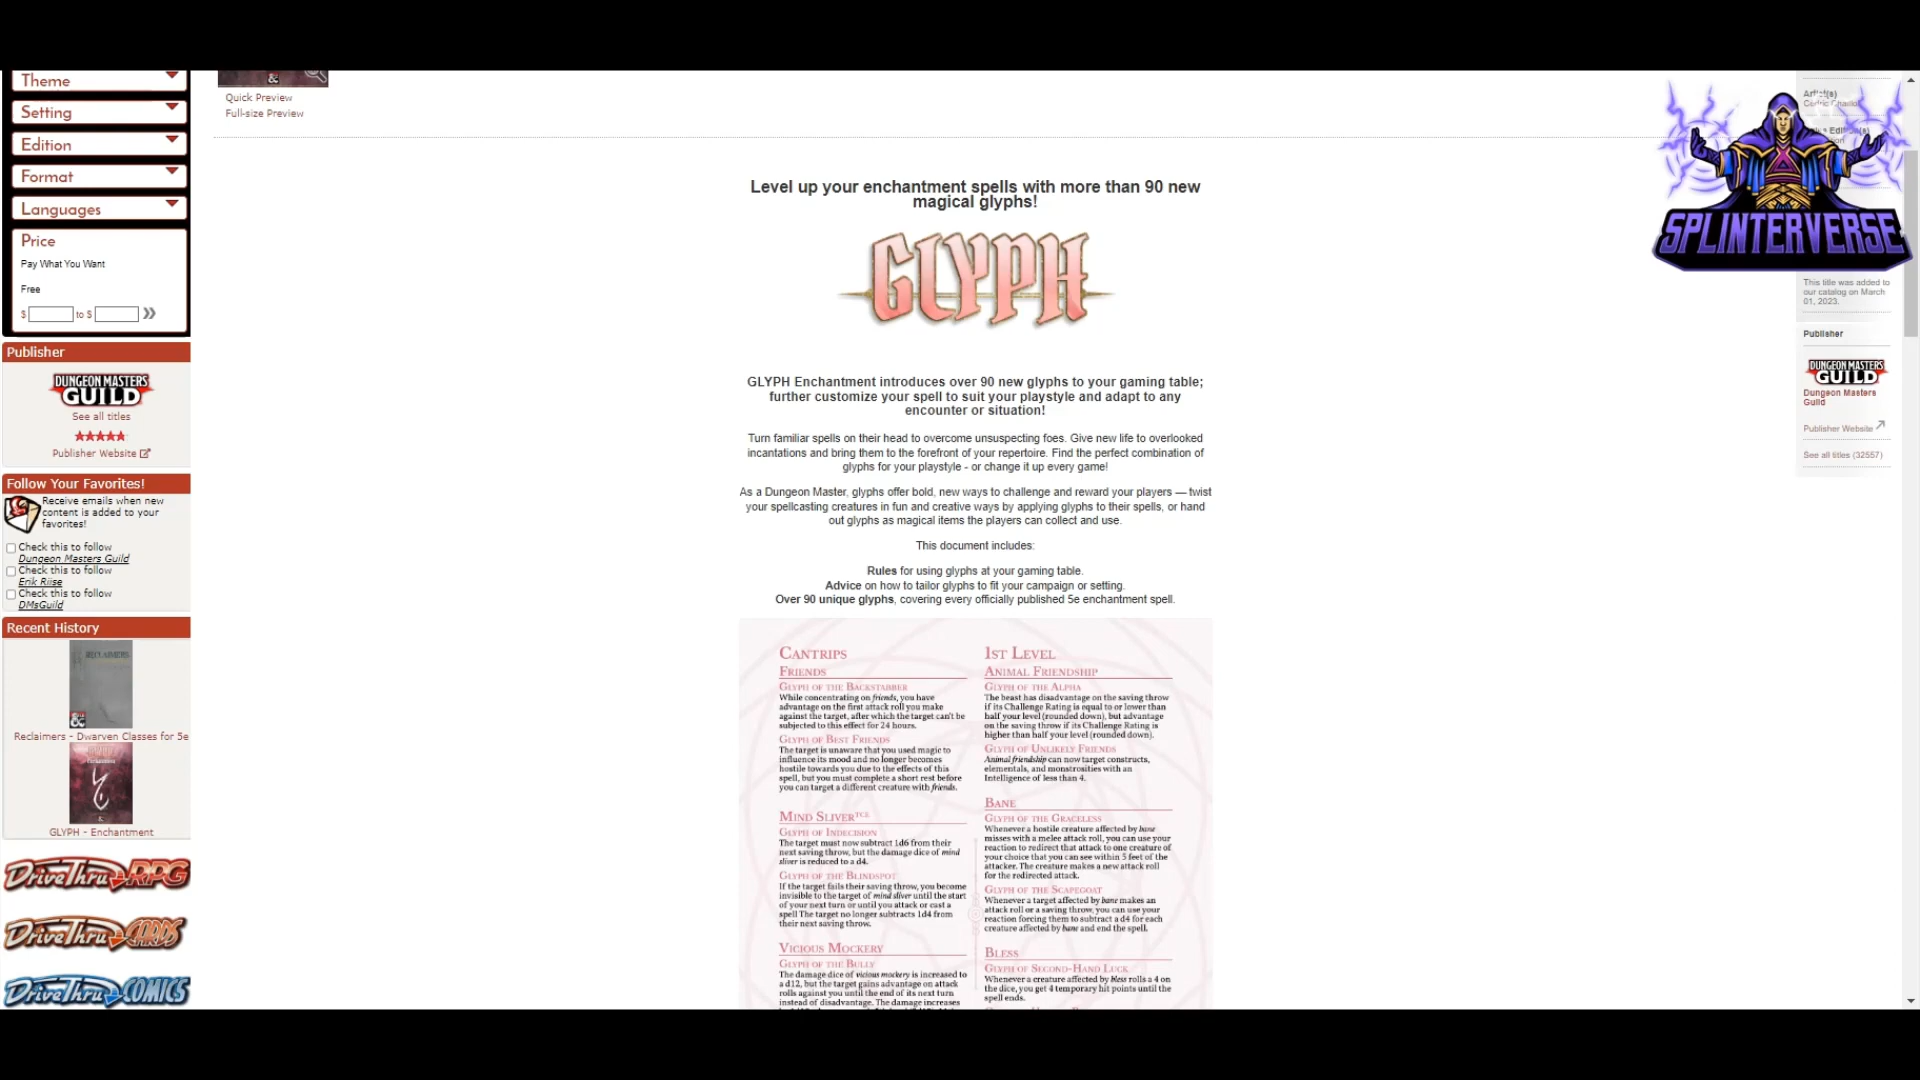 Theme
Setting
Edition
Format
Languages
Price
Pay What You Want
Free
$ to $ »
Publisher
DUNGEON MASTERS
GUILD
See all titles
Publisher Website
Follow Your Favorites!
Receive emails when new
content is added to your
favorites!
Check this to follow
Dungeon Masters Guild
Check this to follow
Erik Riise
Check this to follow
DMsGuild
Recent History
RECLAIMERS
Reclaimers - Dwarven Classes for 5e
GLYPH - Enchantment
DriveThruRPG
DriveThruCARDS
DriveThruCOMICS
Quick Preview
Full-size Preview
Level up your enchantment spells with more than 90 new
magical glyphs!
GLYPH
GLYPH Enchantment introduces over 90 new glyphs to your gaming table;
further customize your spell to suit your playstyle and adapt to any
encounter or situation!
Turn familiar spells on their head to overcome unsuspecting foes. Give new life to overlooked
incantations and bring them to the forefront of your repertoire. Find the perfect combination of
glyphs for your playstyle - or change it up every game!
As a Dungeon Master, glyphs offer bold, new ways to challenge and reward your players — twist
your spellcasting creatures in fun and creative ways by applying glyphs to their spells, or hand
out glyphs as magical items the players can collect and use.
This document includes:
Rules for using glyphs at your gaming table.
Advice on how to tailor glyphs to fit your campaign or setting.
Over 90 unique glyphs, covering every officially published 5e enchantment spell.
CANTRIPS
FRIENDS
GLYPH OF THE BACKSTABBER
While concentrating on friends, you have
advantage on the first attack roll you make
against the target, after which the target can't be
subjected to this effect for 24 hours.
GLYPH OF BEST FRIENDS
The target is unaware that you used magic to
influence its mood and no longer becomes
hostile towards you due to the effects of this
spell, but you must complete a short rest before
you can target a different creature with friends.
MIND SLIVER TCE
GLYPH OF INDECISION
The target must now subtract 1d6 from their
next saving throw, but the damage dice of mind
sliver is reduced to a d4.
GLYPH OF THE BLINDSPOT
If the target fails their saving throw, you become
invisible to the target of mind sliver until the start
of your next turn or until you attack or cast a
spell The target no longer subtracts 1d4 from
their next saving throw.
VICIOUS MOCKERY
GLYPH OF THE BULLY
The damage dice of vicious mockery is increased to
a d12, but the target gains advantage on attack
rolls against you until the end of its next turn
instead of disadvantage. The damage increases
1ST LEVEL
ANIMAL FRIENDSHIP
GLYPH OF THE ALPHA
The beast has disadvantage on the saving throw
if its Challenge Rating is equal to or lower than
half your level (rounded down), but advantage
on the saving throw if its Challenge Rating is
higher than half your level (rounded down).
GLYPH OF UNLIKELY FRIENDS
Animal friendship can now target constructs,
elementals, and monstrosities with an
Intelligence of less than 4.
BANE
GLYPH OF THE GRACELESS
Whenever a hostile creature affected by bane
misses with a melee attack roll, you can use your
reaction to redirect that attack to one creature of
your choice that you can see within 5 feet of the
attacker. The creature makes a new attack roll
for the redirected attack.
GLYPH OF THE SCAPEGOAT
Whenever a target affected by bane makes an
attack roll or a saving throw, you can use your
reaction forcing them to subtract a d4 for each
creature affected by bane and end the spell.
BLESS
GLYPH OF SECOND-HAND LUCK
Whenever a creature affected by bless rolls a 4 on
the dice, you get 4 temporary hit points until the
spell ends.
Artist(s)
SPLINTERVERSE
This title was added to
our catalog on March
01, 2023.
Publisher
DUNGEON MASTERS
GUILD
Dungeon Masters
Guild
Publisher Website
See all titles (32557)